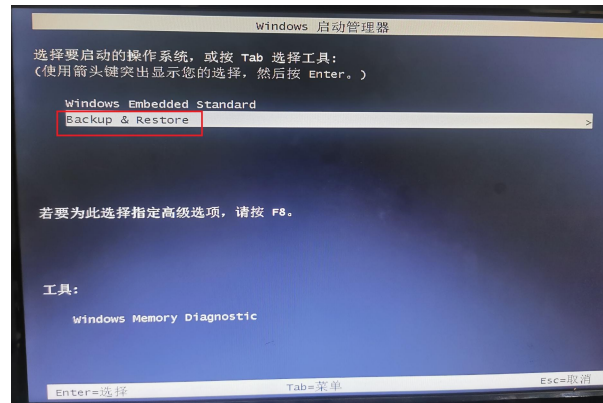 Windows 启动管理器
选择要启动的操作系统，或按 Tab 选择工具:
(使用箭头键突出显示您的选择，然后按 Enter。)
Windows Embedded Standard
Backup & Restore >
若要为此选择指定高级选项，请按 F8。
工具:
Windows Memory Diagnostic
Enter=选择 Tab=菜单 Esc=取消